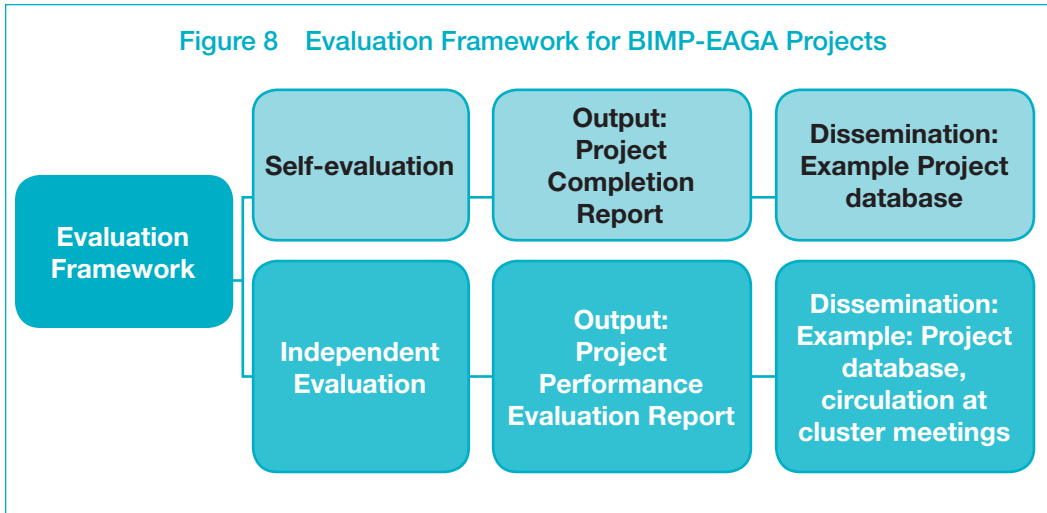 Figure 8 Evaluation Framework for BIMP-EAGA Projects
Evaluation
Framework
Self-evaluation
Output:
Project
Completion
Report
Dissemination:
Example Project
database
Independent
Evaluation
Output:
Project
Performance
Evaluation Report
Dissemination:
Example: Project
database,
circulation at
cluster meetings